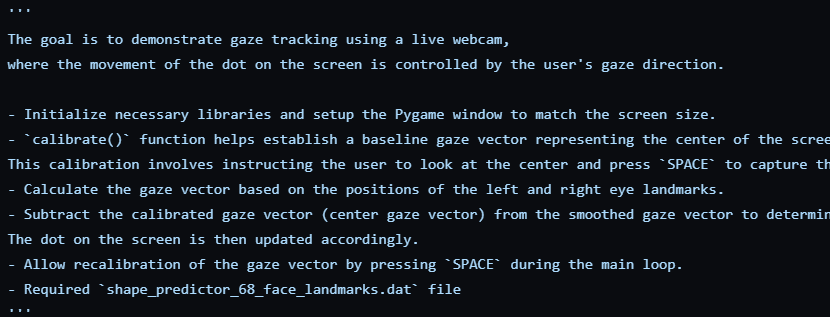 '''
The goal is to demonstrate gaze tracking using a live webcam,
where the movement of the dot on the screen is controlled by the user's gaze direction.
- Initialize necessary libraries and setup the Pygame window to match the screen size.
- `calibrate()` function helps establish a baseline gaze vector representing the center of the
This calibration involves instructing the user to look at the center and press `SPACE` to capture
- Calculate the gaze vector based on the positions of the left and right eye landmarks.
- Subtract the calibrated gaze vector (center gaze vector) from the smoothed gaze vector to
The dot on the screen is then updated accordingly.
- Allow recalibration of the gaze vector by pressing `SPACE` during the main loop.
- Required `shape_predictor_68_face_landmarks.dat` file
'''